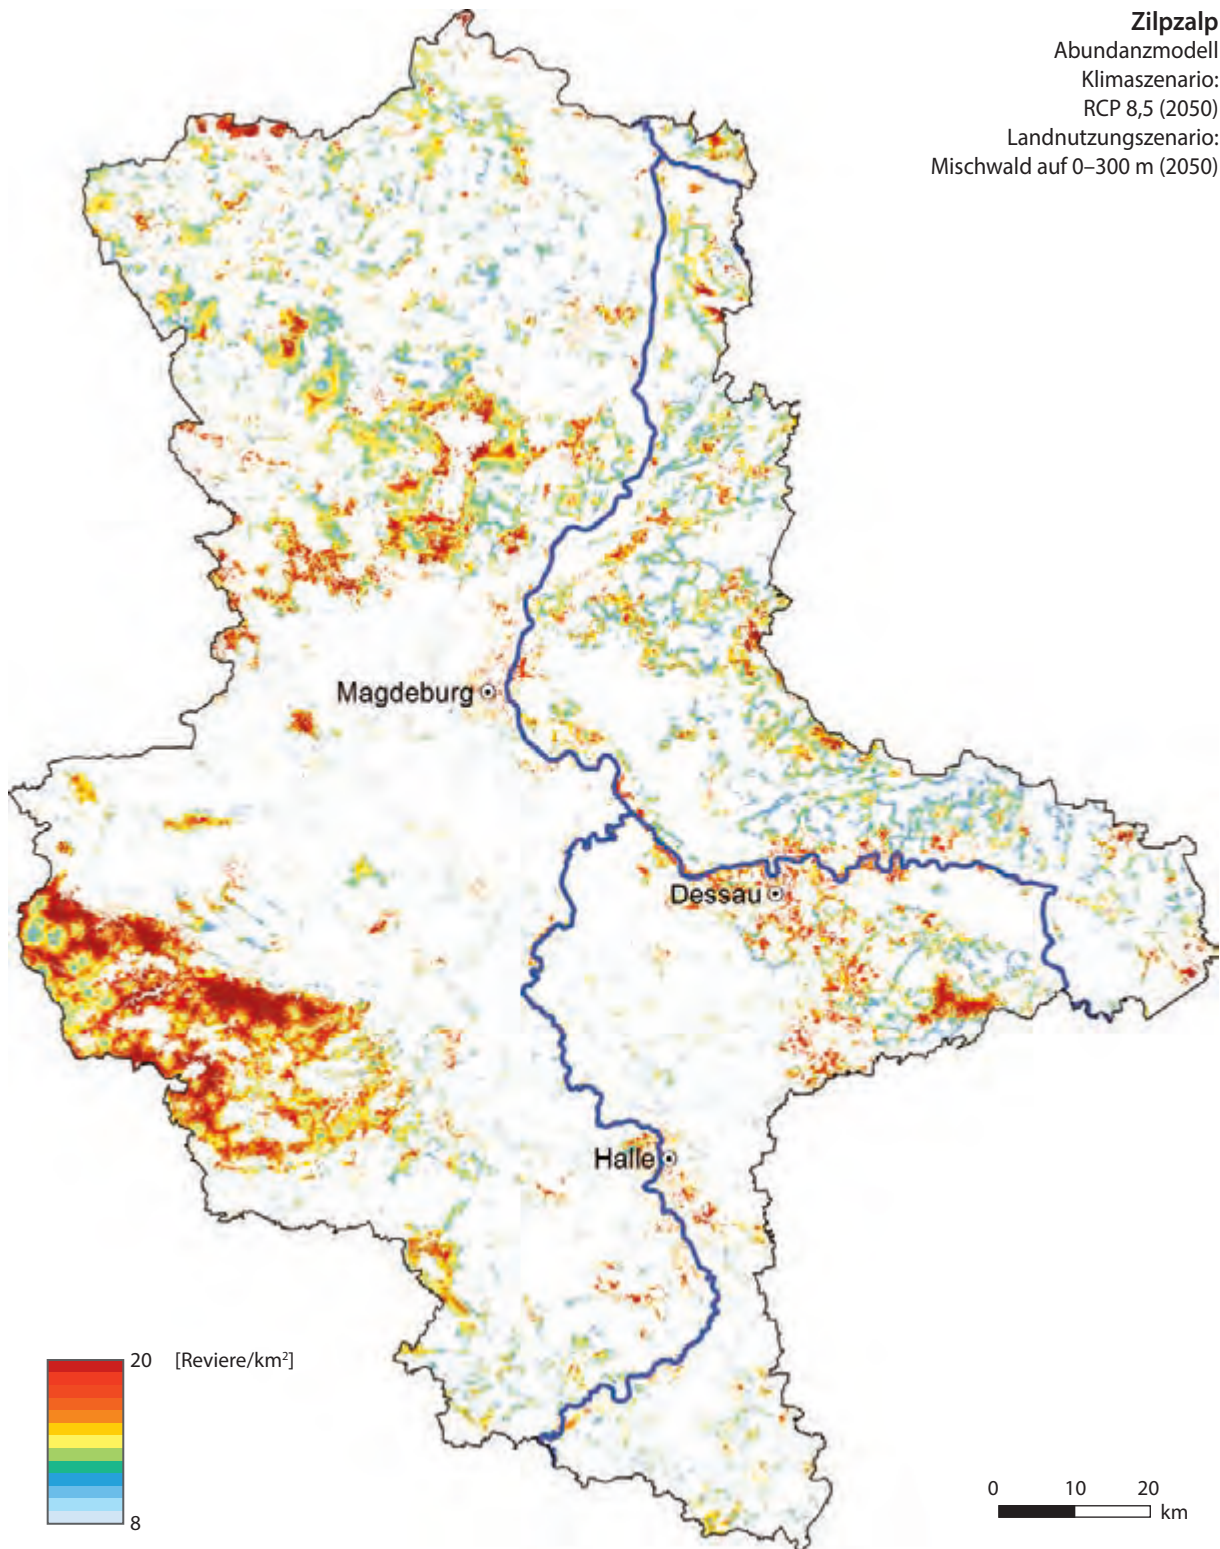 Zilpzalp
Abundanzmodell
Klimaszenario:
RCP 8,5 (2050)
Landnutzungszenario:
Mischwald auf 0–300 m (2050)
Magdeburg
Dessau
Halle
20 [Reviere/km²]
8
0 10 20
km